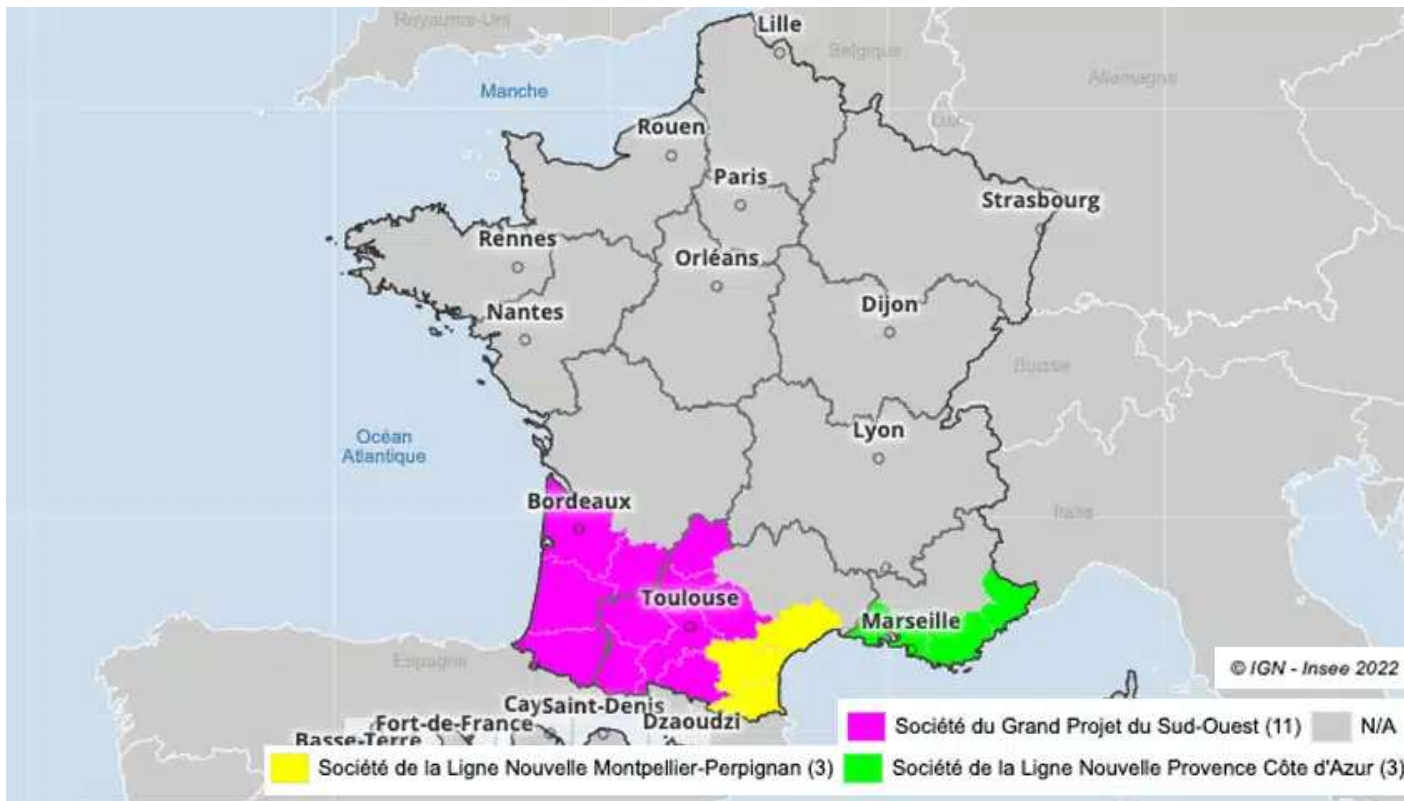 Royaume-Uni
Lille
Belgique
Allemagne
Manche
Rouen
Lux.
Paris
Strasbourg
Rennes
Orléans
Nantes
Dijon
Suisse
Lyon
Océan
Atlantique
Bordeaux
Italie
Toulouse
Marseille
Espagne
© IGN - Insee 2022
CaySaint-Denis
Fort-de-France
Dzaoudzi
Basse-Terre
Société du Grand Projet du Sud-Ouest (11)
N/A
Société de la Ligne Nouvelle Montpellier-Perpignan (3)
Société de la Ligne Nouvelle Provence Côte d'Azur (3)